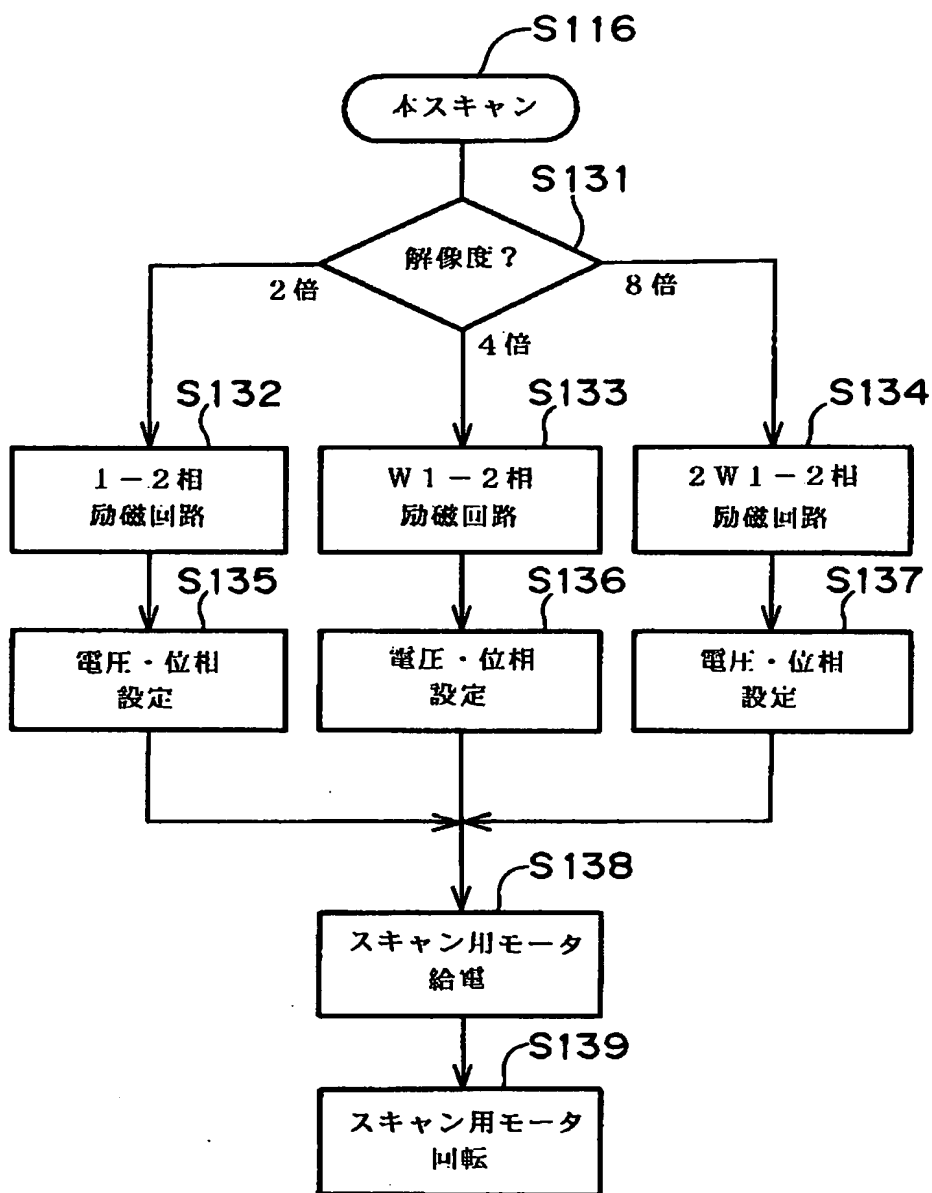 S116
本スキャン
S131
解像度？
2倍
8倍
4倍
S132
S133
S134
1－2相
励磁回路
W1－2相
励磁回路
2W1－2相
励磁回路
S135
S136
S137
電圧・位相
設定
電圧・位相
設定
電圧・位相
設定
S138
スキャン用モータ
給電
S139
スキャン用モータ
回転